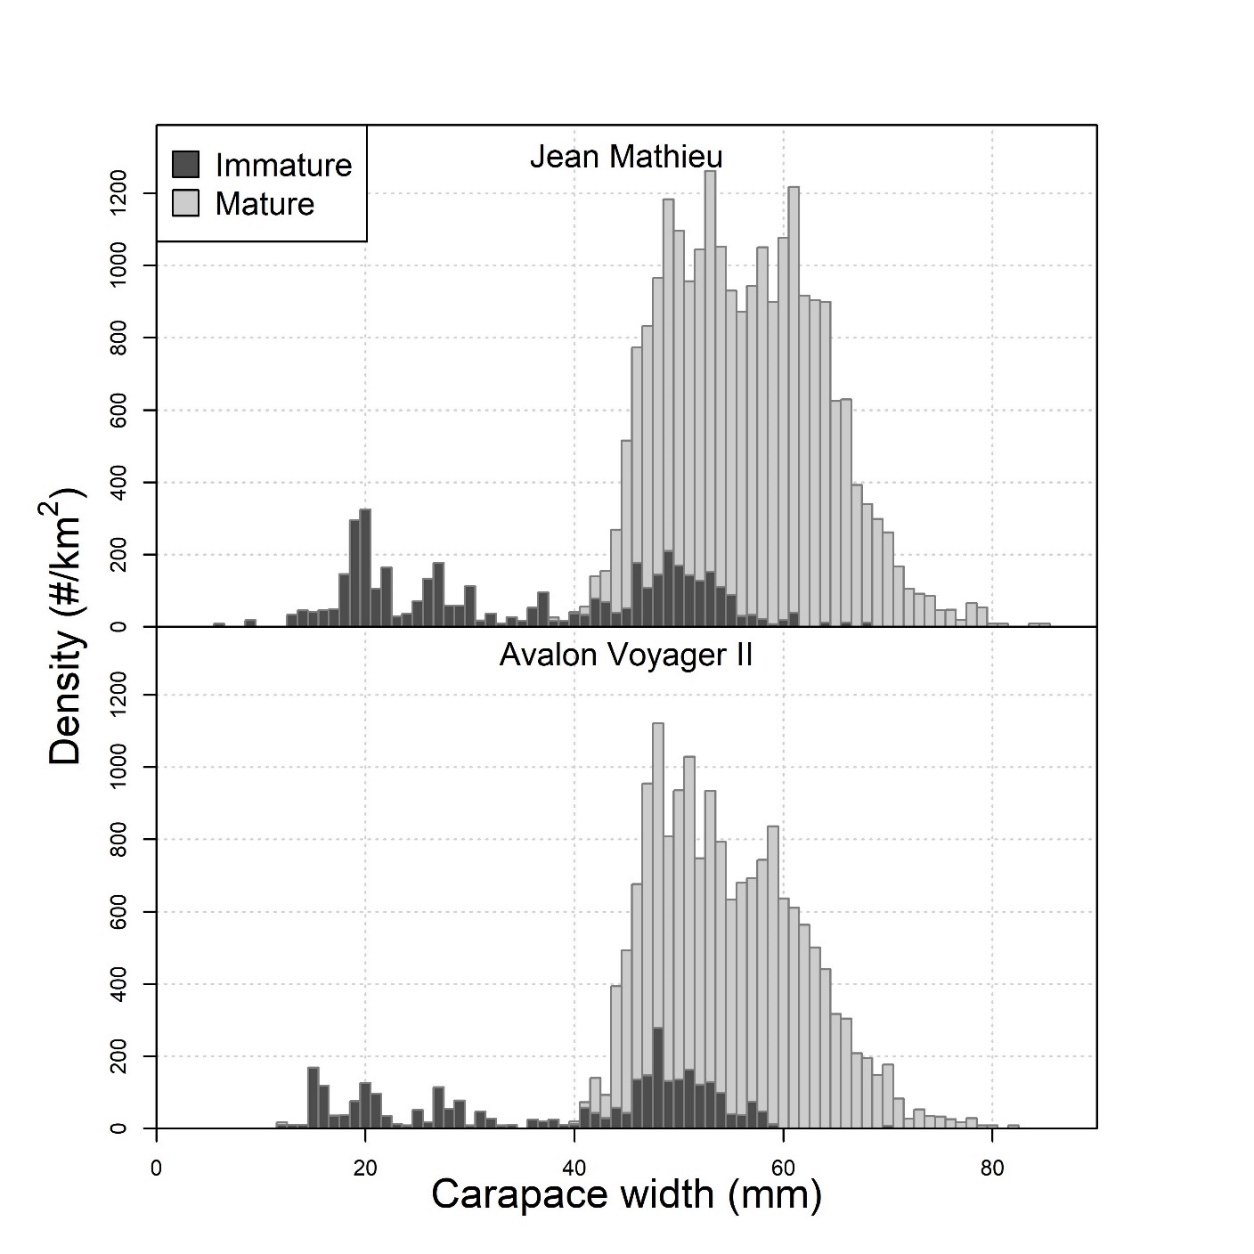 Immature
Mature
Jean Mathieu
1200
1000
800
600
400
200
0
Avalon Voyager II
1200
1000
800
600
400
200
0
Density (#/km²)
0 20 40 60 80
Carapace width (mm)